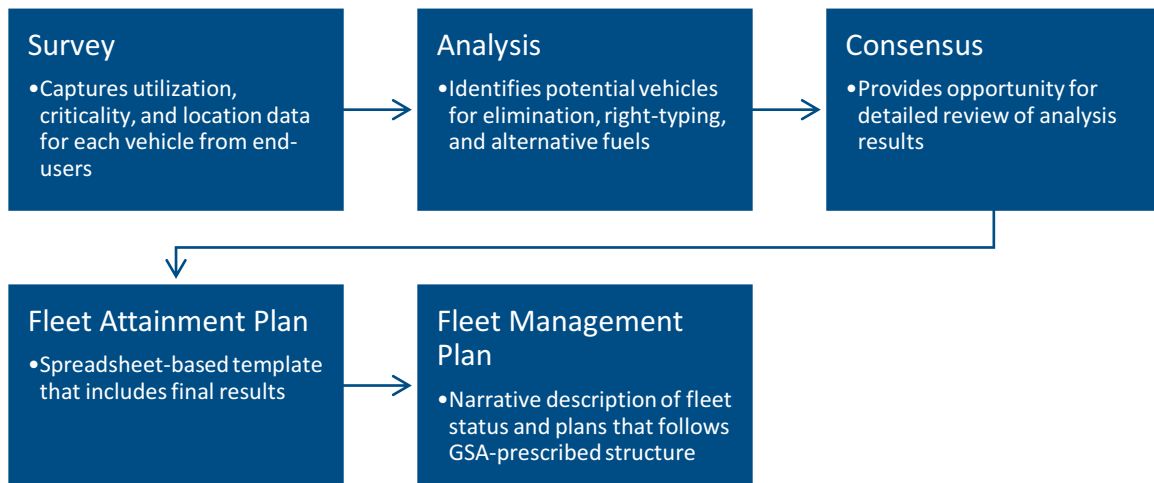 Survey
•Captures utilization,
criticality, and location data
for each vehicle from end-
users
Analysis
•Identifies potential vehicles
for elimination, right-typing,
and alternative fuels
Consensus
•Provides opportunity for
detailed review of analysis
results
Fleet Attainment Plan
•Spreadsheet-based template
that includes final results
Fleet Management
Plan
•Narrative description of fleet
status and plans that follows
GSA-prescribed structure